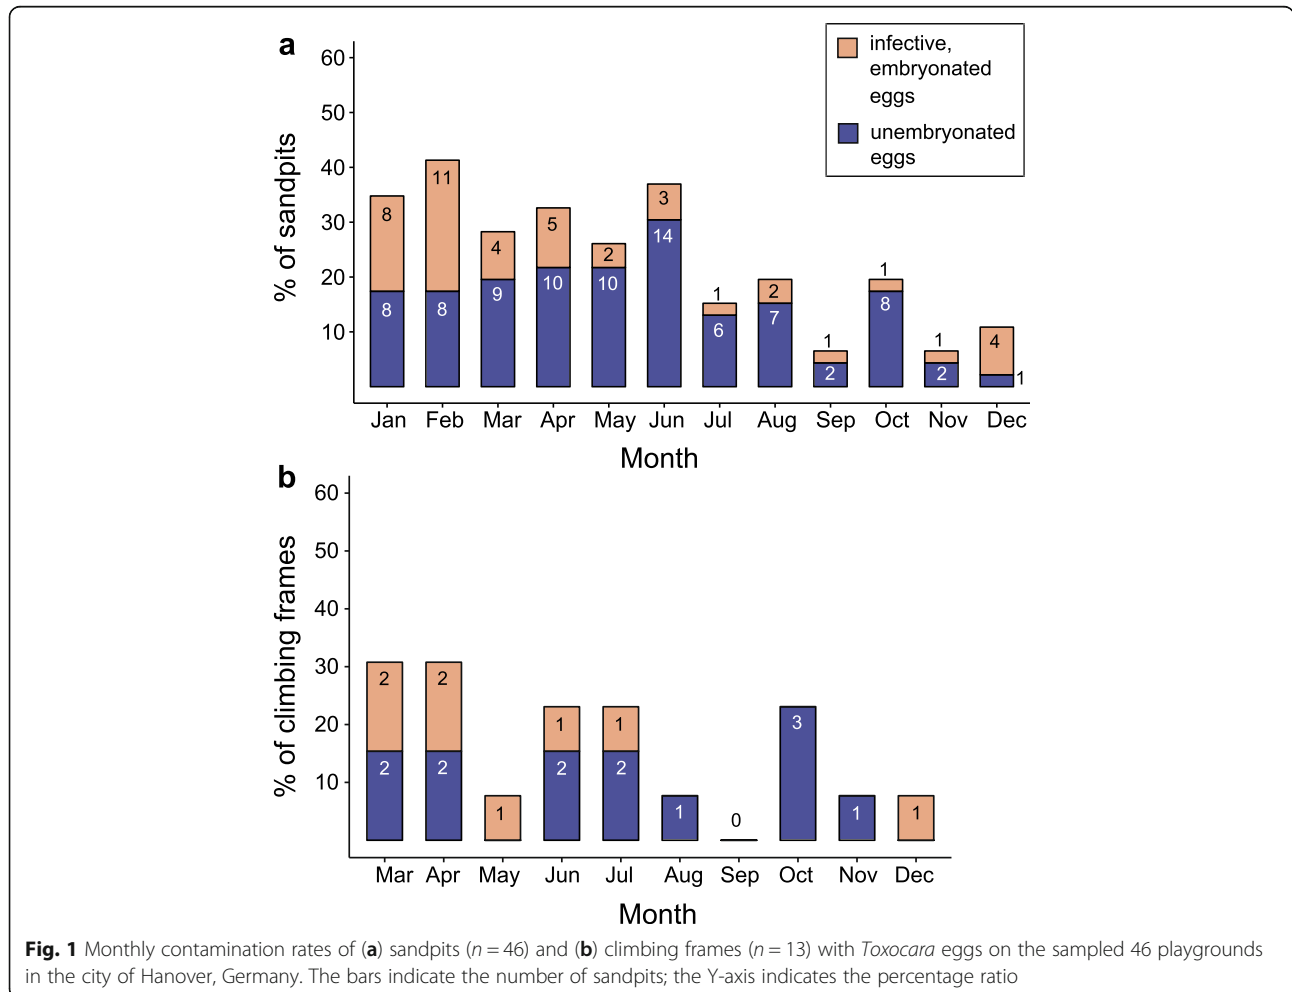 a
infective,
embryonated
eggs
unembryonated
eggs
% of sandpits
60
50
40
30
20
10
8 11 4 5 2 3 1 2 1 1 1 4
8 8 9 10 10 14 6 7 2 8 2 1
Jan Feb Mar Apr May Jun Jul Aug Sep Oct Nov Dec
Month
b
% of climbing frames
60
50
40
30
20
10
2 2 1 1 1 0 3 1 1
2 2 2 2 1
Mar Apr May Jun Jul Aug Sep Oct Nov Dec
Month
Fig. 1 Monthly contamination rates of (a) sandpits (n = 46) and (b) climbing frames (n = 13) with Toxocara eggs on the sampled 46 playgrounds
in the city of Hanover, Germany. The bars indicate the number of sandpits; the Y-axis indicates the percentage ratio